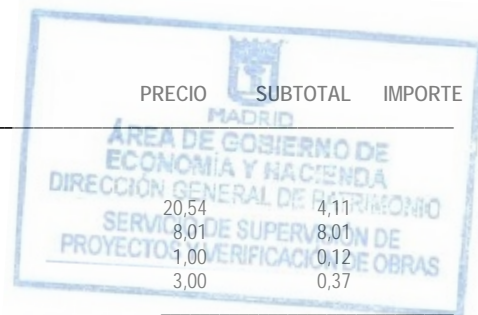 PRECIO SUBTOTAL IMPORTE
MADRID
ÁREA DE GOBIERNO DE
ECONOMÍA Y HACIENDA
DIRECCIÓN GENERAL DE PATRIMONIO
20,54 4,11
SERVICIO DE SUPERVISIÓN DE
8,01 8,01
PROYECTOS Y VERIFICACIÓN DE OBRAS
1,00 0,12
3,00 0,37